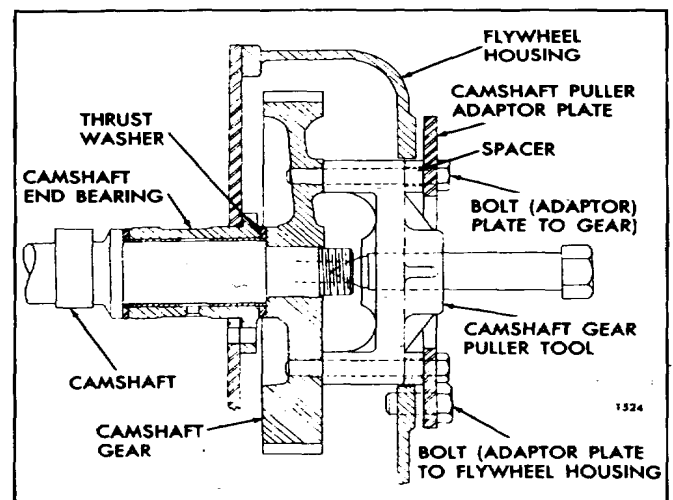 FLYWHEEL
HOUSING
CAMSHAFT PULLER
ADAPTOR PLATE
THRUST
WASHER
SPACER
CAMSHAFT
END BEARING
BOLT (ADAPTOR)
PLATE TO GEAR)
CAMSHAFT GEAR
PULLER TOOL
CAMSHAFT
1524
CAMSHAFT
GEAR
BOLT (ADAPTOR PLATE
TO FLYWHEEL HOUSING